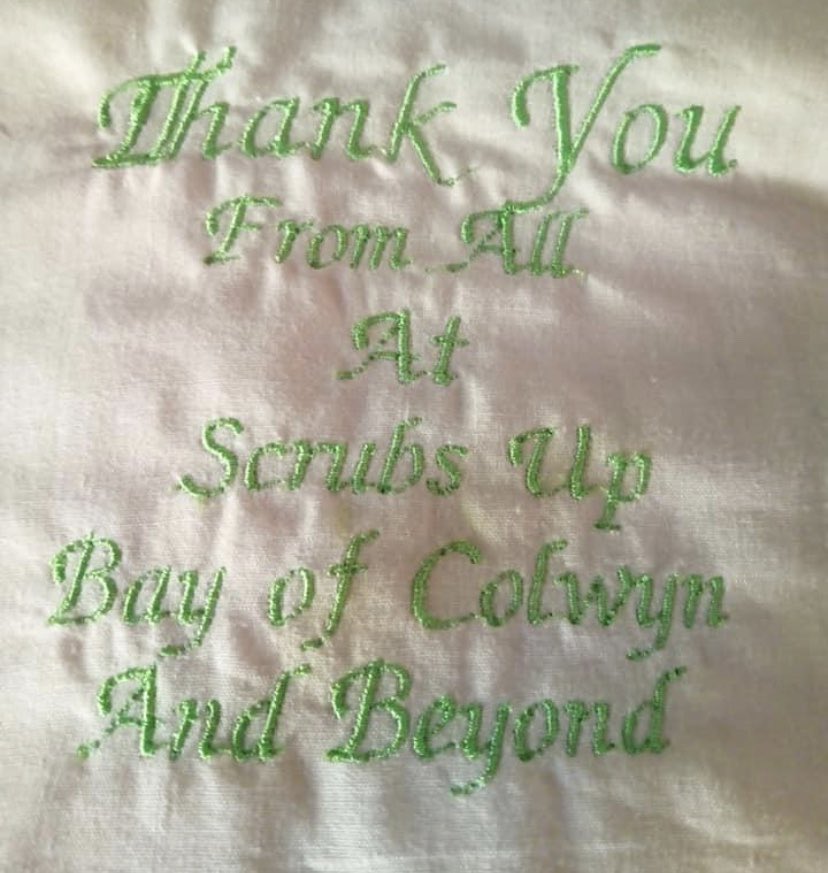 Thank You
From All
At
Scrubs Up
Bay of Colwyn
And Beyond